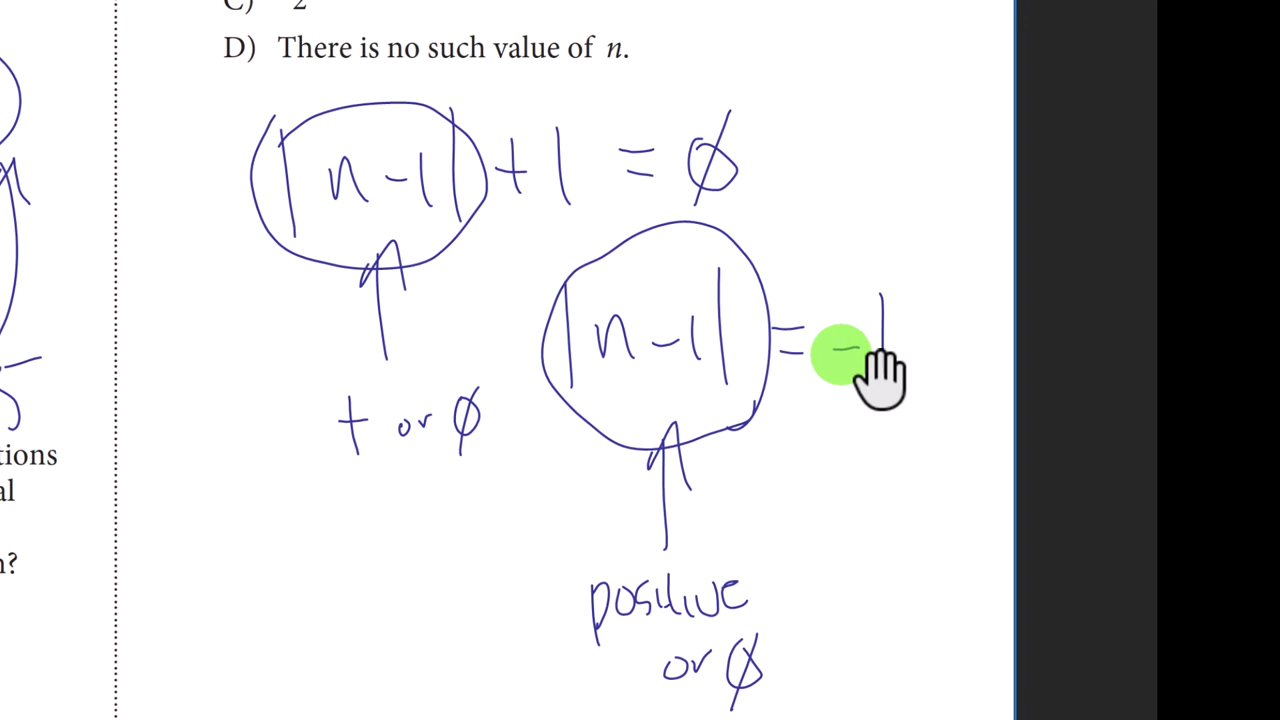 C) 2
D) There is no such value of n.
|n-1| + 1 = ∅
|n-1| = -1
+ or ∅
positive
or ∅
tions
al
n?